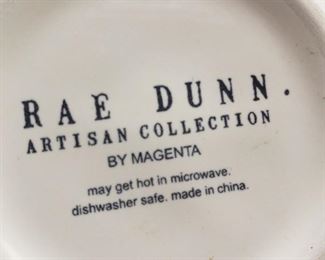 RAE DUNN.
ARTISAN COLLECTION
BY MAGENTA
may get hot in microwave.
dishwasher safe. made in china.